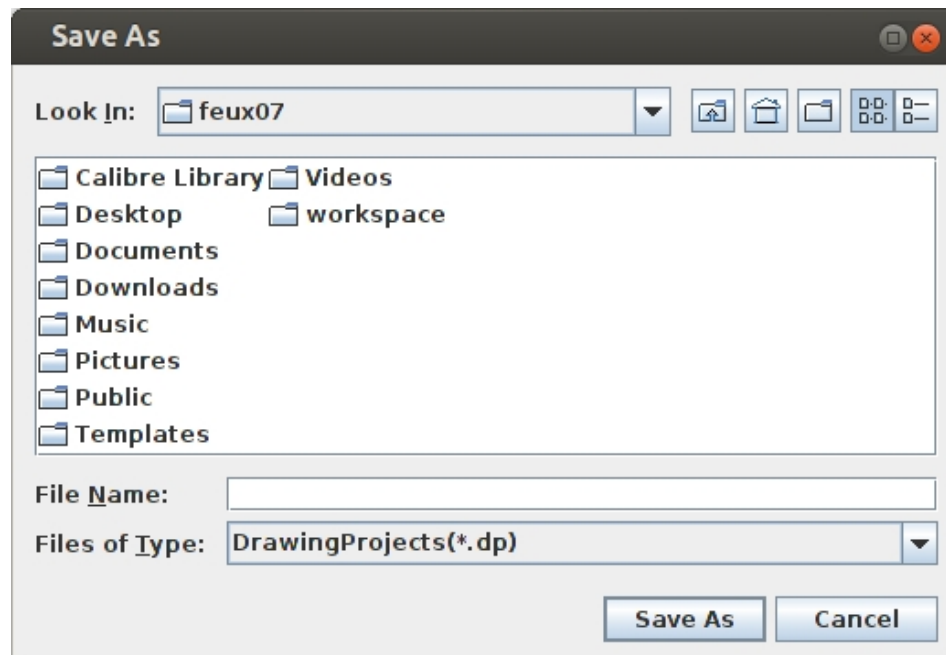 Save As
Look In: feux07
Calibre Library Videos
Desktop workspace
Documents
Downloads
Music
Pictures
Public
Templates
File Name:
Files of Type: DrawingProjects(*.dp)
Save As Cancel